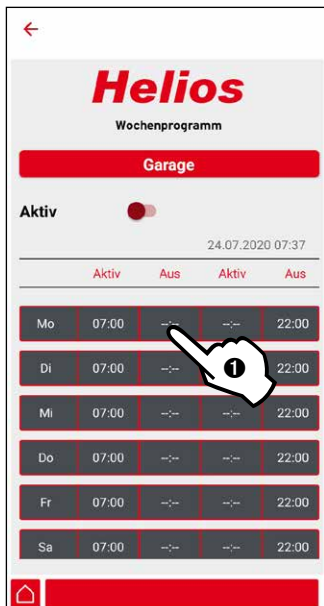 Helios
Wochenprogramm
Garage
Aktiv
24.07.2020 07:37
Aktiv Aus Aktiv Aus
Mo 07:00 --:-- --:-- 22:00
Di 07:00 --:-- 22:00
❶
Mi 07:00 --:-- --:-- 22:00
Do 07:00 --:-- --:-- 22:00
Fr 07:00 --:-- --:-- 22:00
Sa 07:00 --:-- --:-- 22:00